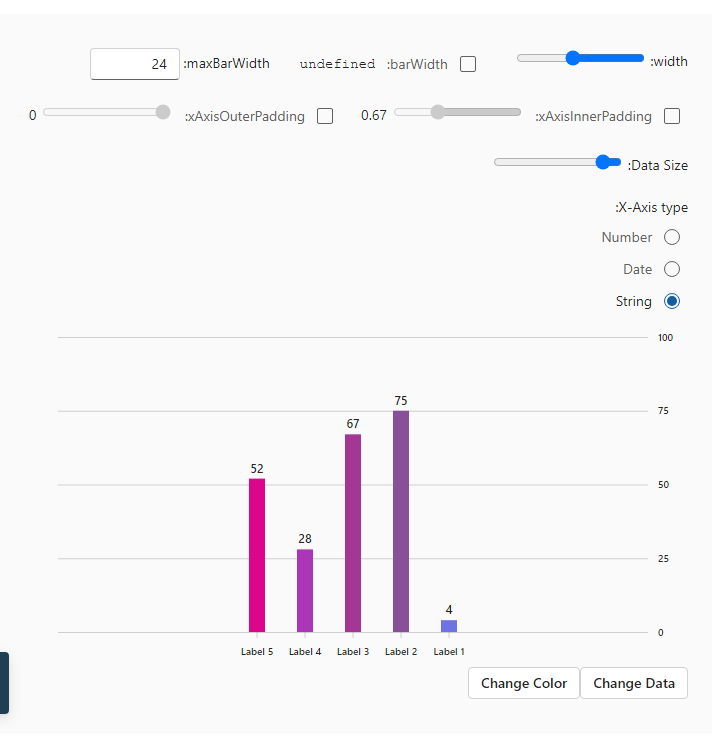 :width
undefined :barWidth
24 :maxBarWidth
:xAxisInnerPadding
0.67
:xAxisOuterPadding
0
:Data Size
:X-Axis type
Number
Date
String
100
75
50
25
0
52
28
67
75
4
Label 5 Label 4 Label 3 Label 2 Label 1
Change Color Change Data